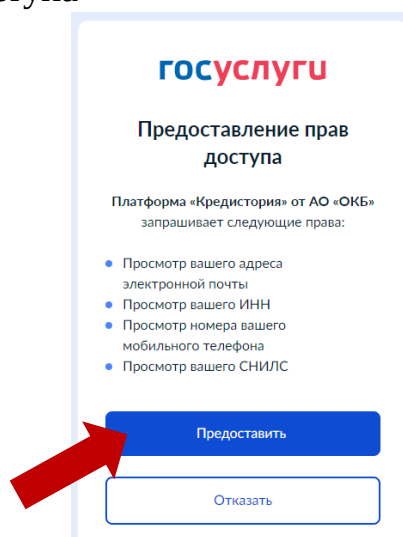 госуслуги
Предоставление прав
доступа
Платформа «Кредистория» от АО «ОКБ»
запрашивает следующие права:
Просмотр вашего адреса
электронной почты
Просмотр вашего ИНН
Просмотр номера вашего
мобильного телефона
Просмотр вашего СНИЛС
Предоставить
Отказать